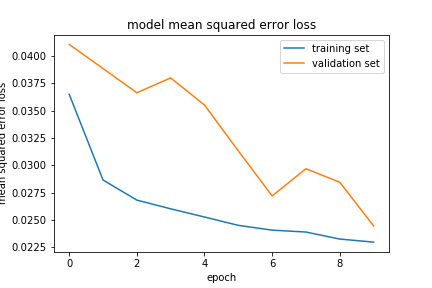 model mean squared error loss
training set
validation set
0.0400
0.0375
0.0350
0.0325
0.0300
0.0275
0.0250
0.0225
mean squared error loss
0 2 4 6 8
epoch